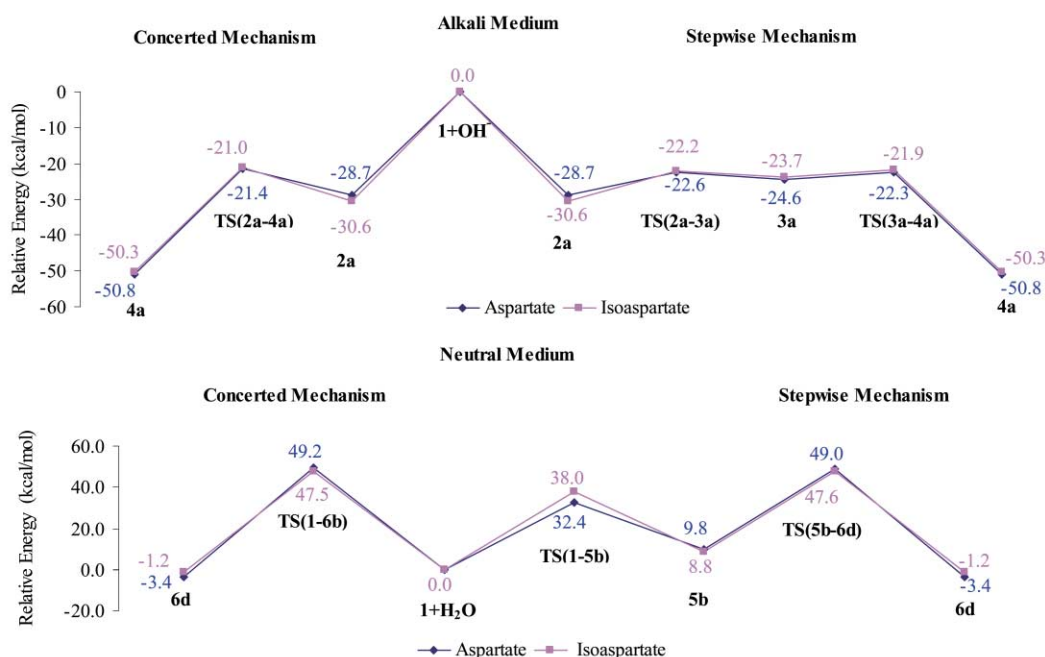 Alkali Medium
Concerted Mechanism
Stepwise Mechanism
Relative Energy (kcal/mol)
0
-10
-20
-30
-40
-50
-60
0.0
1+OH⁻
-21.0
-21.4
TS(2a-4a)
-28.7
-30.6
2a
-50.3
-50.8
4a
-28.7
-30.6
2a
-22.2
-22.6
TS(2a-3a)
-23.7
-24.6
3a
-21.9
-22.3
TS(3a-4a)
-50.3
-50.8
4a
Aspartate Isoaspartate
Neutral Medium
Concerted Mechanism
Stepwise Mechanism
Relative Energy (kcal/mol)
60.0
40.0
20.0
0.0
-20.0
49.2
47.5
TS(1-6b)
-1.2
-3.4
6d
0.0
1+H₂O
38.0
32.4
TS(1-5b)
9.8
8.8
5b
49.0
47.6
TS(5b-6d)
-1.2
-3.4
6d
Aspartate Isoaspartate